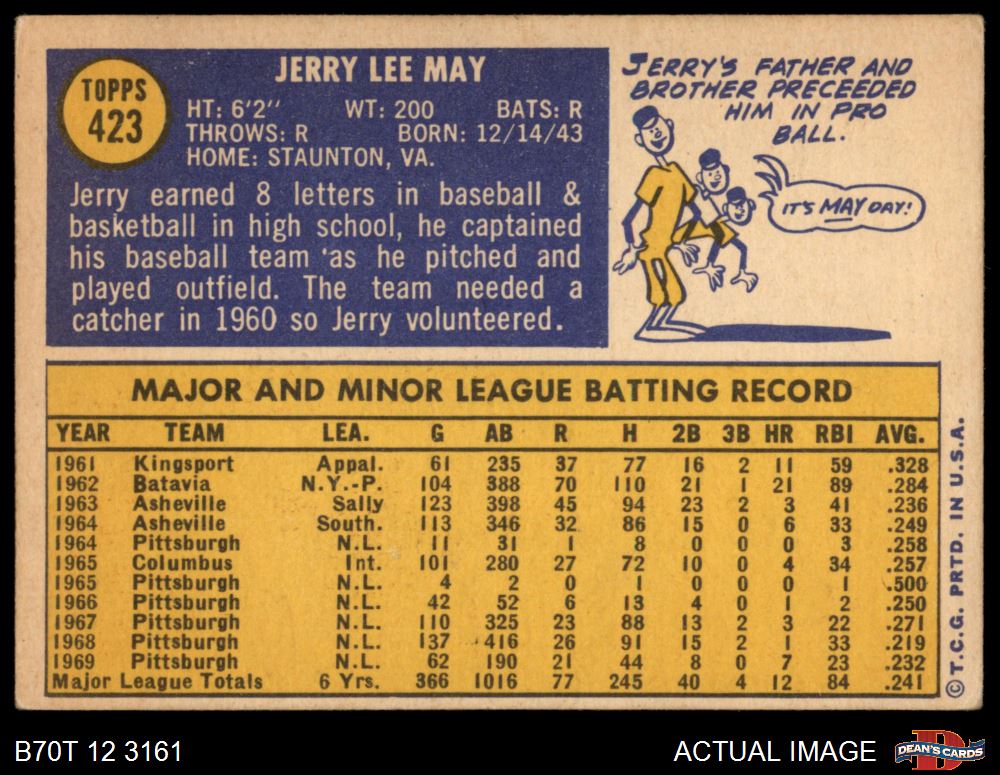 TOPPS
423
JERRY LEE MAY
HT: 6'2" WT: 200 BATS: R
THROWS: R BORN: 12/14/43
HOME: STAUNTON, VA.
Jerry earned 8 letters in baseball &
basketball in high school, he captained
his baseball team 'as he pitched and
played outfield. The team needed a
catcher in 1960 so Jerry volunteered.
JERRY'S FATHER AND
BROTHER PRECEEDED
HIM IN PRO
BALL.
IT'S MAY DAY!
MAJOR AND MINOR LEAGUE BATTING RECORD
YEAR TEAM LEA. G AB R H 2B 3B HR RBI AVG.
1961 Kingsport Appal. 61 235 37 77 16 2 11 59 .328
1962 Batavia N.Y.-P. 104 388 70 110 21 1 21 89 .284
1963 Asheville Sally 123 398 45 94 23 2 3 41 .236
1964 Asheville South. 113 346 32 86 15 0 6 33 .249
1964 Pittsburgh N.L. 11 31 1 8 0 0 0 3 .258
1965 Columbus Int. 101 280 27 72 10 0 4 34 .257
1965 Pittsburgh N.L. 4 2 0 1 0 0 0 1 .500
1966 Pittsburgh N.L. 42 52 6 13 4 0 1 2 .250
1967 Pittsburgh N.L. 110 325 23 88 13 2 3 22 .271
1968 Pittsburgh N.L. 137 416 26 91 15 2 1 33 .219
1969 Pittsburgh N.L. 62 190 21 44 8 0 7 23 .232
Major League Totals 6 Yrs. 366 1016 77 245 40 4 12 84 .241
© T.C.G. PRTD. IN U.S.A.
B70T 12 3161
ACTUAL IMAGE
D
DEAN'S CARDS